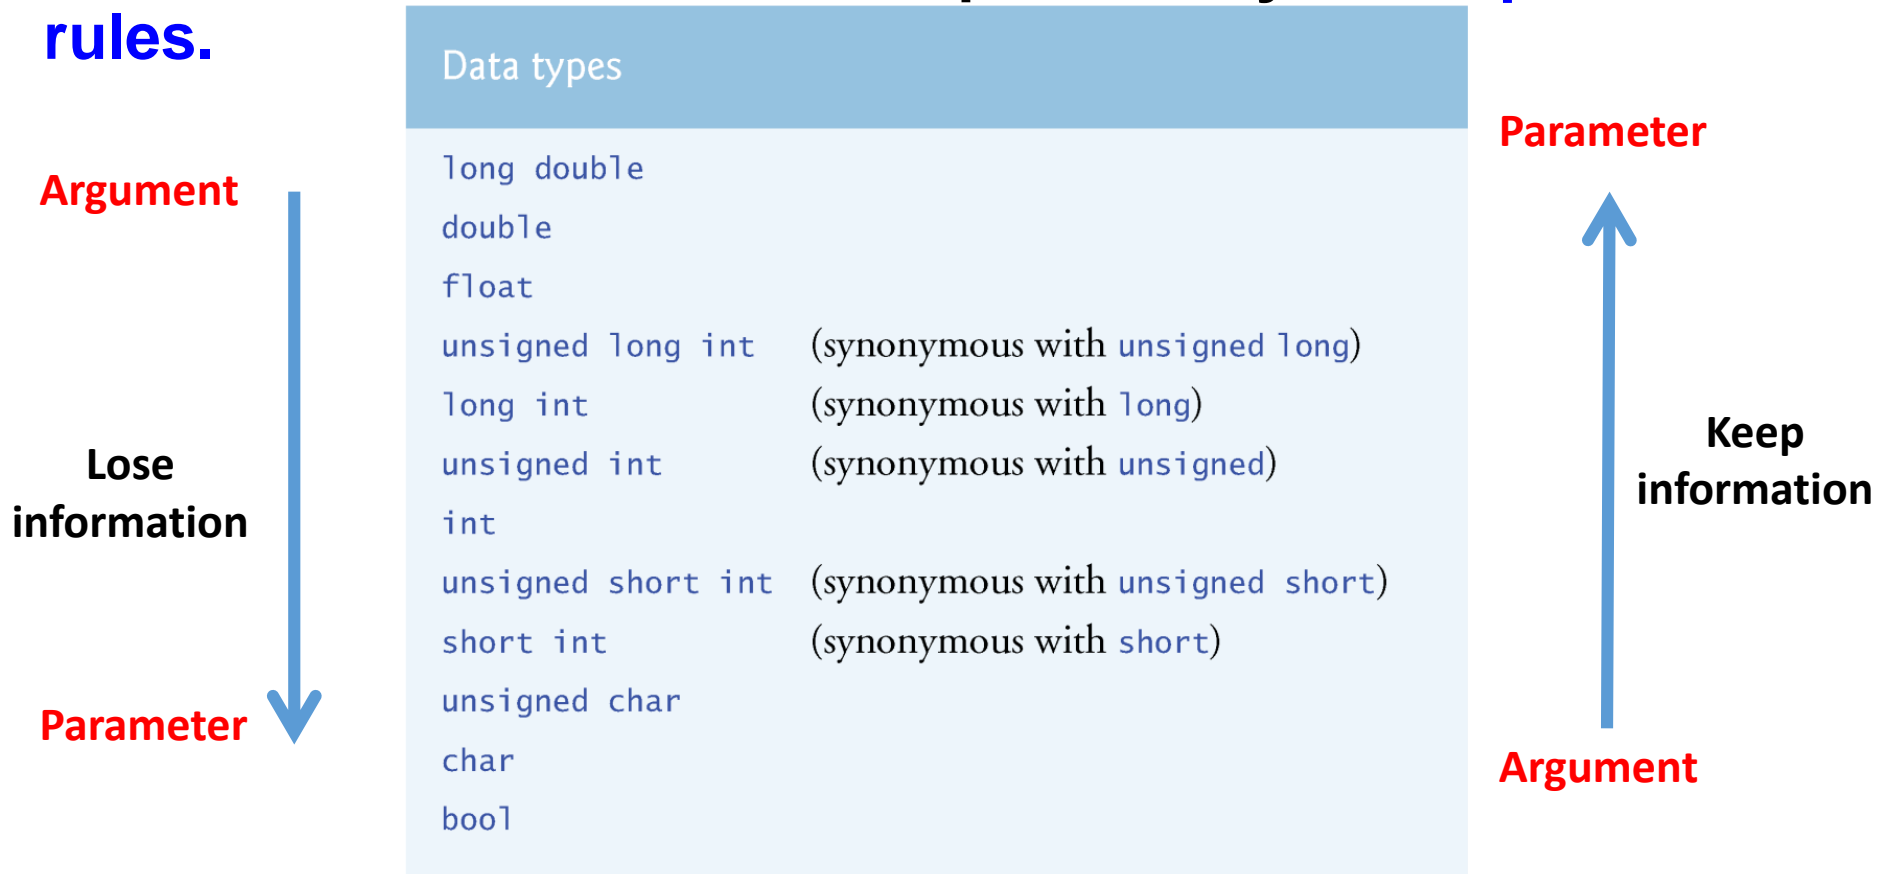 rules.
Data types
Argument
Parameter
Lose
information
long double
double
float
unsigned long int (synonymous with unsigned long)
long int (synonymous with long)
unsigned int (synonymous with unsigned)
int
unsigned short int (synonymous with unsigned short)
short int (synonymous with short)
unsigned char
char
bool
Parameter
Keep
information
Argument